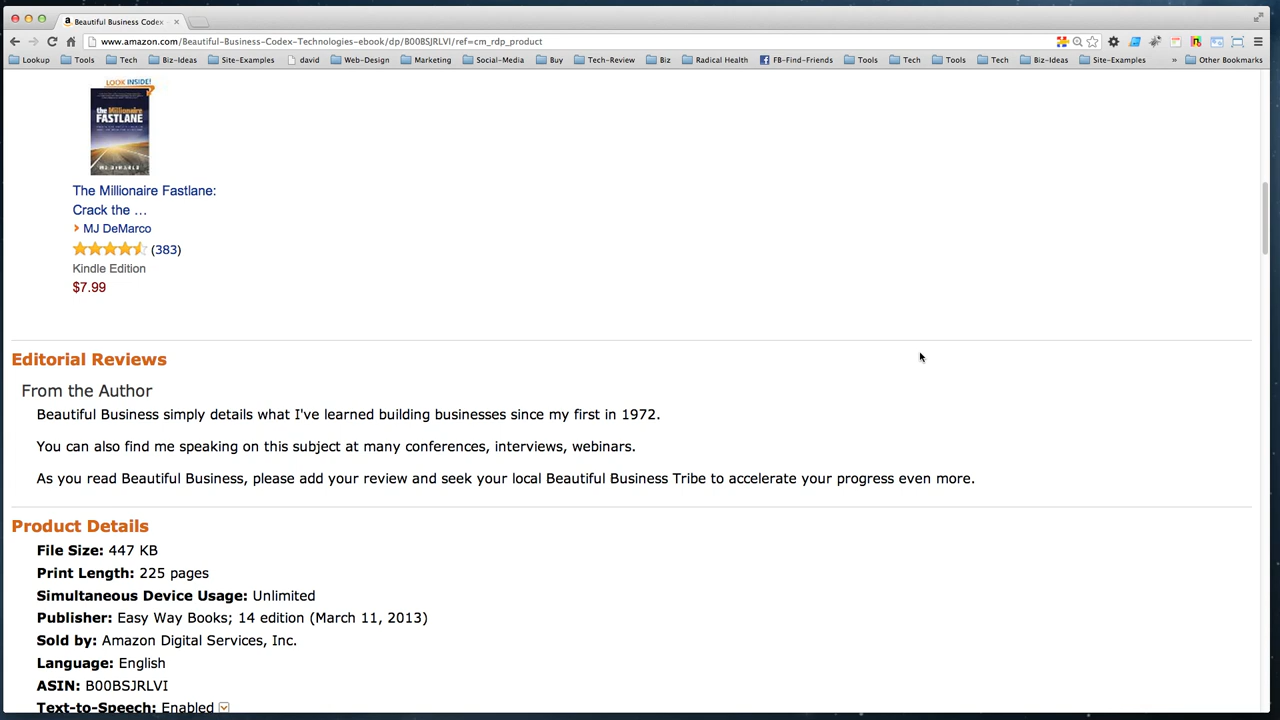 Beautiful Business Codex
www.amazon.com/Beautiful-Business-Codex-Technologies-ebook/dp/B00BSJRLVI/ref=cm_rdp_product
Lookup Tools Tech Biz-Ideas Site-Examples david Web-Design Marketing Social-Media Buy Tech-Review Biz Radical Health FB-Find-Friends Tools Tech Tools Tech Biz-Ideas Site-Examples » Other Bookmarks
LOOK INSIDE!
the Millionaire
FASTLANE
MJ DEMARCO
The Millionaire Fastlane:
Crack the …
MJ DeMarco
(383)
Kindle Edition
$7.99
Editorial Reviews
From the Author
Beautiful Business simply details what I've learned building businesses since my first in 1972.
You can also find me speaking on this subject at many conferences, interviews, webinars.
As you read Beautiful Business, please add your review and seek your local Beautiful Business Tribe to accelerate your progress even more.
Product Details
File Size: 447 KB
Print Length: 225 pages
Simultaneous Device Usage: Unlimited
Publisher: Easy Way Books; 14 edition (March 11, 2013)
Sold by: Amazon Digital Services, Inc.
Language: English
ASIN: B00BSJRLVI
Text-to-Speech: Enabled